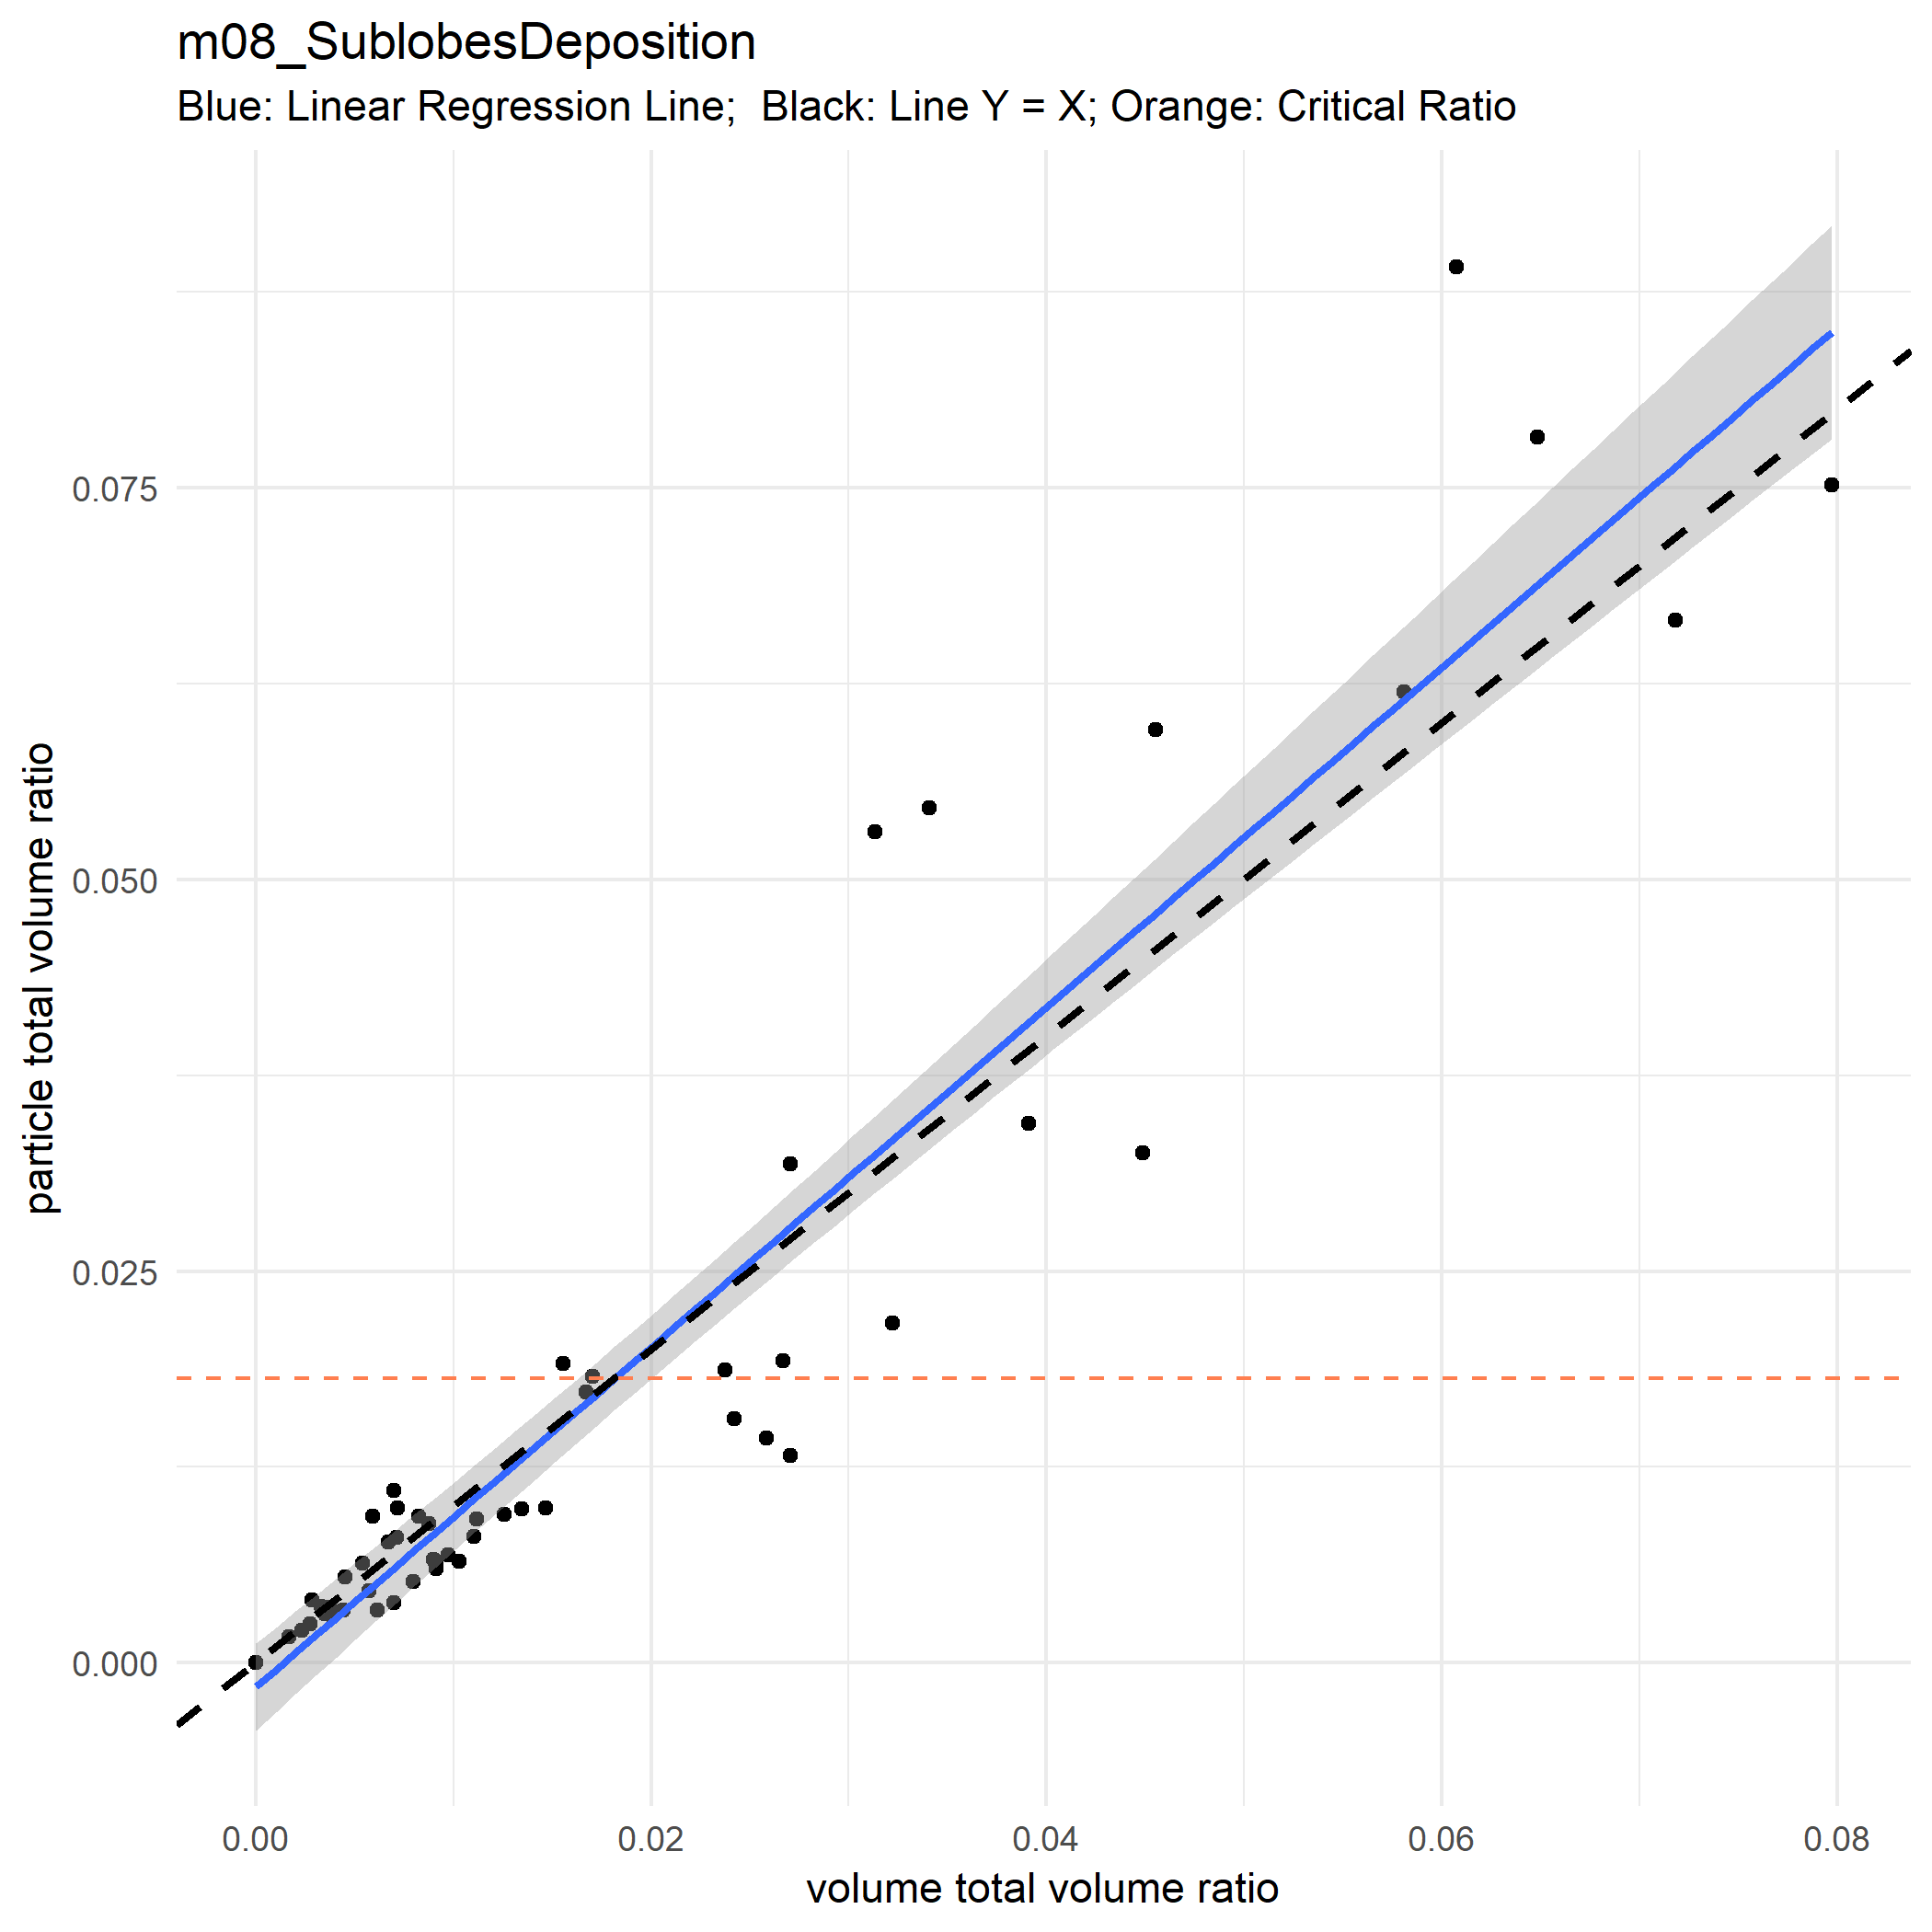 m08_SublobesDeposition
Blue: Linear Regression Line;  Black: Line Y = X; Orange: Critical Ratio
particle total volume ratio
0.075
0.050
0.025
0.000
0.00 0.02 0.04 0.06 0.08
volume total volume ratio